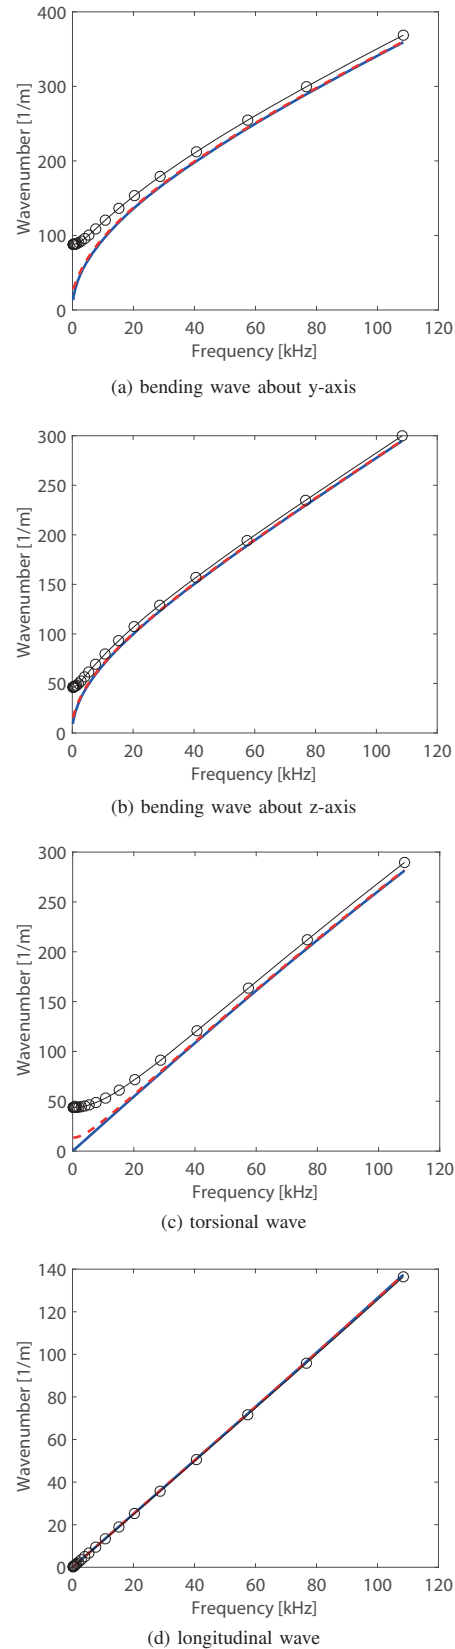 400
300
200
100
0
Wavenumber [1/m]
0 20 40 60 80 100 120
Frequency [kHz]
(a) bending wave about y-axis
300
250
200
150
100
50
0
Wavenumber [1/m]
0 20 40 60 80 100 120
Frequency [kHz]
(b) bending wave about z-axis
300
250
200
150
100
50
0
Wavenumber [1/m]
0 20 40 60 80 100 120
Frequency [kHz]
(c) torsional wave
140
120
100
80
60
40
20
0
Wavenumber [1/m]
0 20 40 60 80 100 120
Frequency [kHz]
(d) longitudinal wave